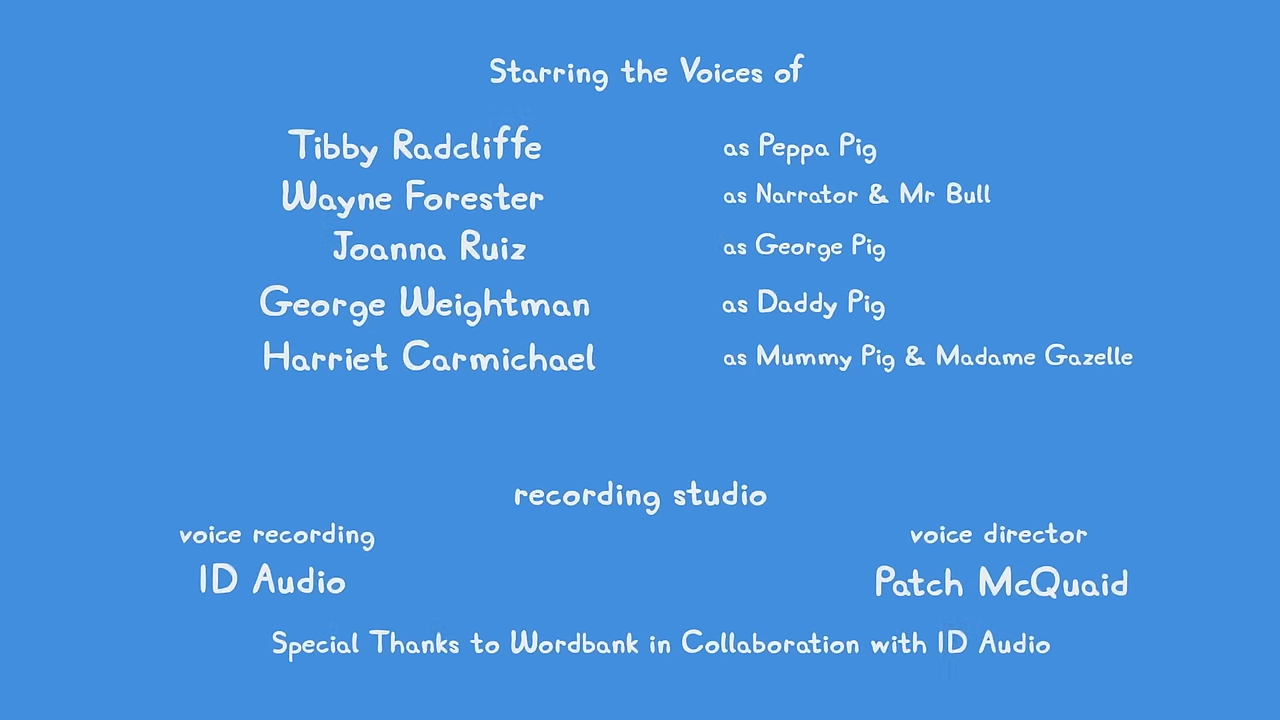 Starring the Voices of
Tibby Radcliffe as Peppa Pig
Wayne Forester as Narrator & Mr Bull
Joanna Ruiz as George Pig
George Weightman as Daddy Pig
Harriet Carmichael as Mummy Pig & Madame Gazelle
recording studio
voice recording voice director
ID Audio Patch McQuaid
Special Thanks to Wordbank in Collaboration with ID Audio